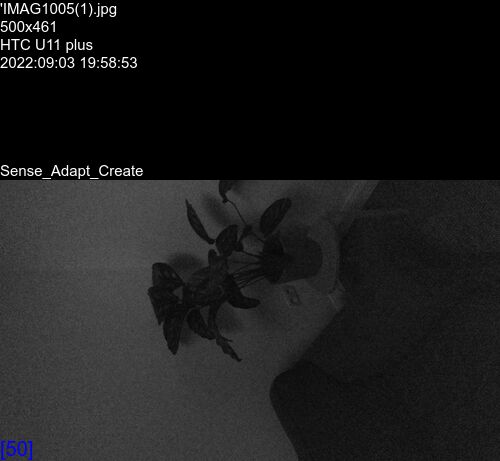 'IMAG1005(1).jpg
500x461
HTC U11 plus
2022:09:03 19:58:53
Sense_Adapt_Create
[50]